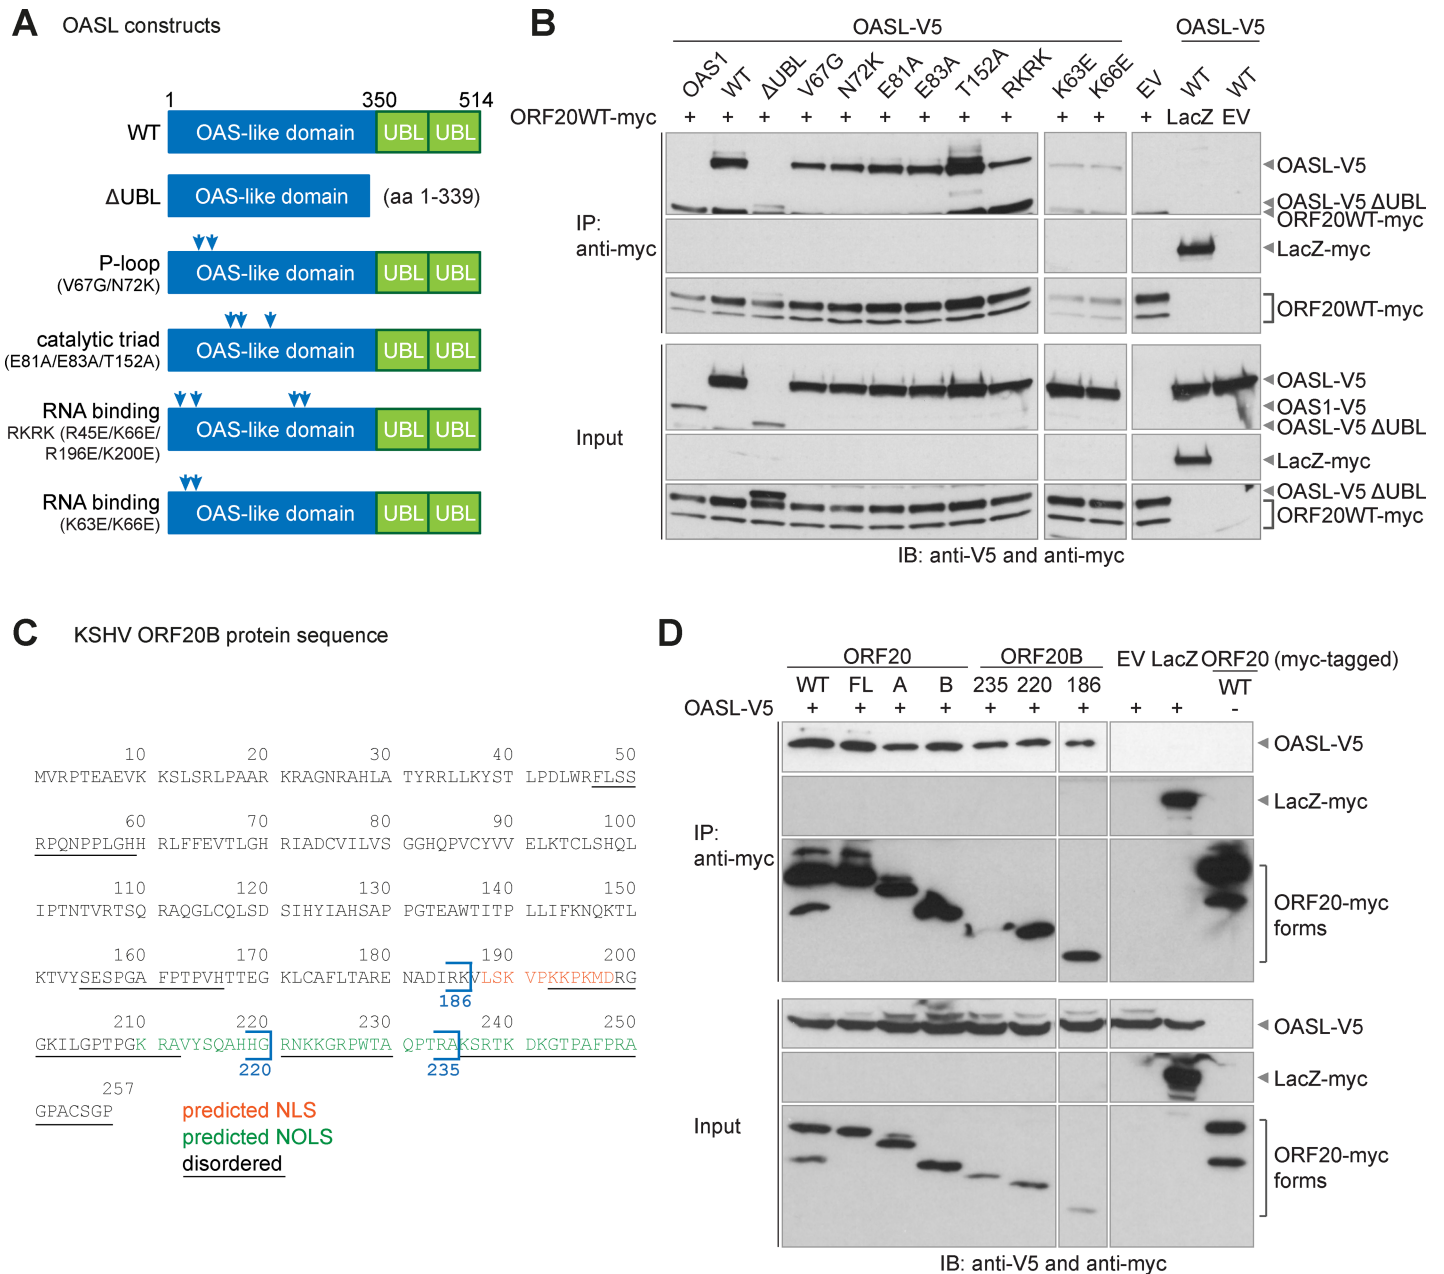 A OASL constructs
1 350 514
WT OAS-like domain UBL UBL
ΔUBL OAS-like domain (aa 1-339)
P-loop
(V67G/N72K)
OAS-like domain UBL UBL
catalytic triad
(E81A/E83A/T152A)
OAS-like domain UBL UBL
RNA binding
RKRK (R45E/K66E/
R196E/K200E)
OAS-like domain UBL UBL
RNA binding
(K63E/K66E)
OAS-like domain UBL UBL
B
OASL-V5 OASL-V5
OAS1 WT ΔUBL V67G N72K E81A E83A T152A RKRK K63E K66E EV WT WT
ORF20WT-myc + + + + + + + + + + + + LacZ EV
IP:
anti-myc
OASL-V5
OASL-V5 ΔUBL
ORF20WT-myc
LacZ-myc
ORF20WT-myc
Input
OASL-V5
OAS1-V5
OASL-V5 ΔUBL
LacZ-myc
OASL-V5 ΔUBL
ORF20WT-myc
IB: anti-V5 and anti-myc
C KSHV ORF20B protein sequence
10 20 30 40 50
MVRPTEAEVK KSLSRLPAAR KRAGNRAHLA TYRRLLKYST LPDLWRFLSS
60 70 80 90 100
RPQNPPLGHH RLFFEVTLGH RIADCVILVS GGHQPVCYVV ELKTCLSHQL
110 120 130 140 150
IPTNTVRTSQ RAQGLCQLSD SIHYIAHSAP PGTEAWTITP LLIFKNQKTL
160 170 180 190 200
KTVYSESPGA FPTPVHTTEG KLCAFLTARE NADIRKVLSK VPKKPKMDRG
186
210 220 230 240 250
GKILGPTPGK RAVYSQAHHG RNKKGRPWTA QPTRAKSRTK DKGTPAFPRA
220 235
257
GPACSGP
predicted NLS
predicted NOLS
disordered
D
ORF20 ORF20B EV LacZ ORF20 (myc-tagged)
WT FL A B 235 220 186 WT
OASL-V5 + + + + + + + + + -
IP:
anti-myc
OASL-V5
LacZ-myc
ORF20-myc
forms
Input
OASL-V5
LacZ-myc
ORF20-myc
forms
IB: anti-V5 and anti-myc